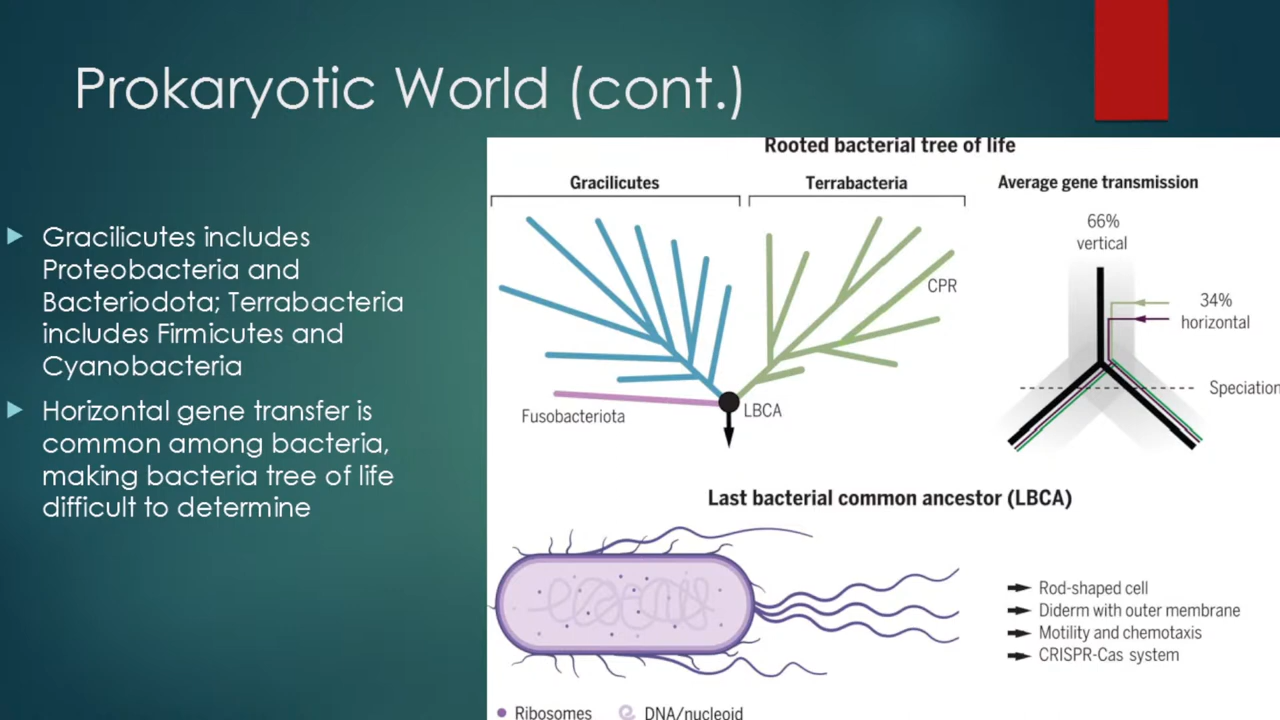 Prokaryotic World (cont.)
Gracilicutes includes
Proteobacteria and
Bacteriodota; Terrabacteria
includes Firmicutes and
Cyanobacteria
Horizontal gene transfer is
common among bacteria,
making bacteria tree of life
difficult to determine
Rooted bacterial tree of life
Gracilicutes
Terrabacteria
CPR
Fusobacteriota
LBCA
Average gene transmission
66%
vertical
34%
horizontal
Speciation
Last bacterial common ancestor (LBCA)
Rod-shaped cell
Diderm with outer membrane
Motility and chemotaxis
CRISPR-Cas system
Ribosomes
DNA/nucleoid